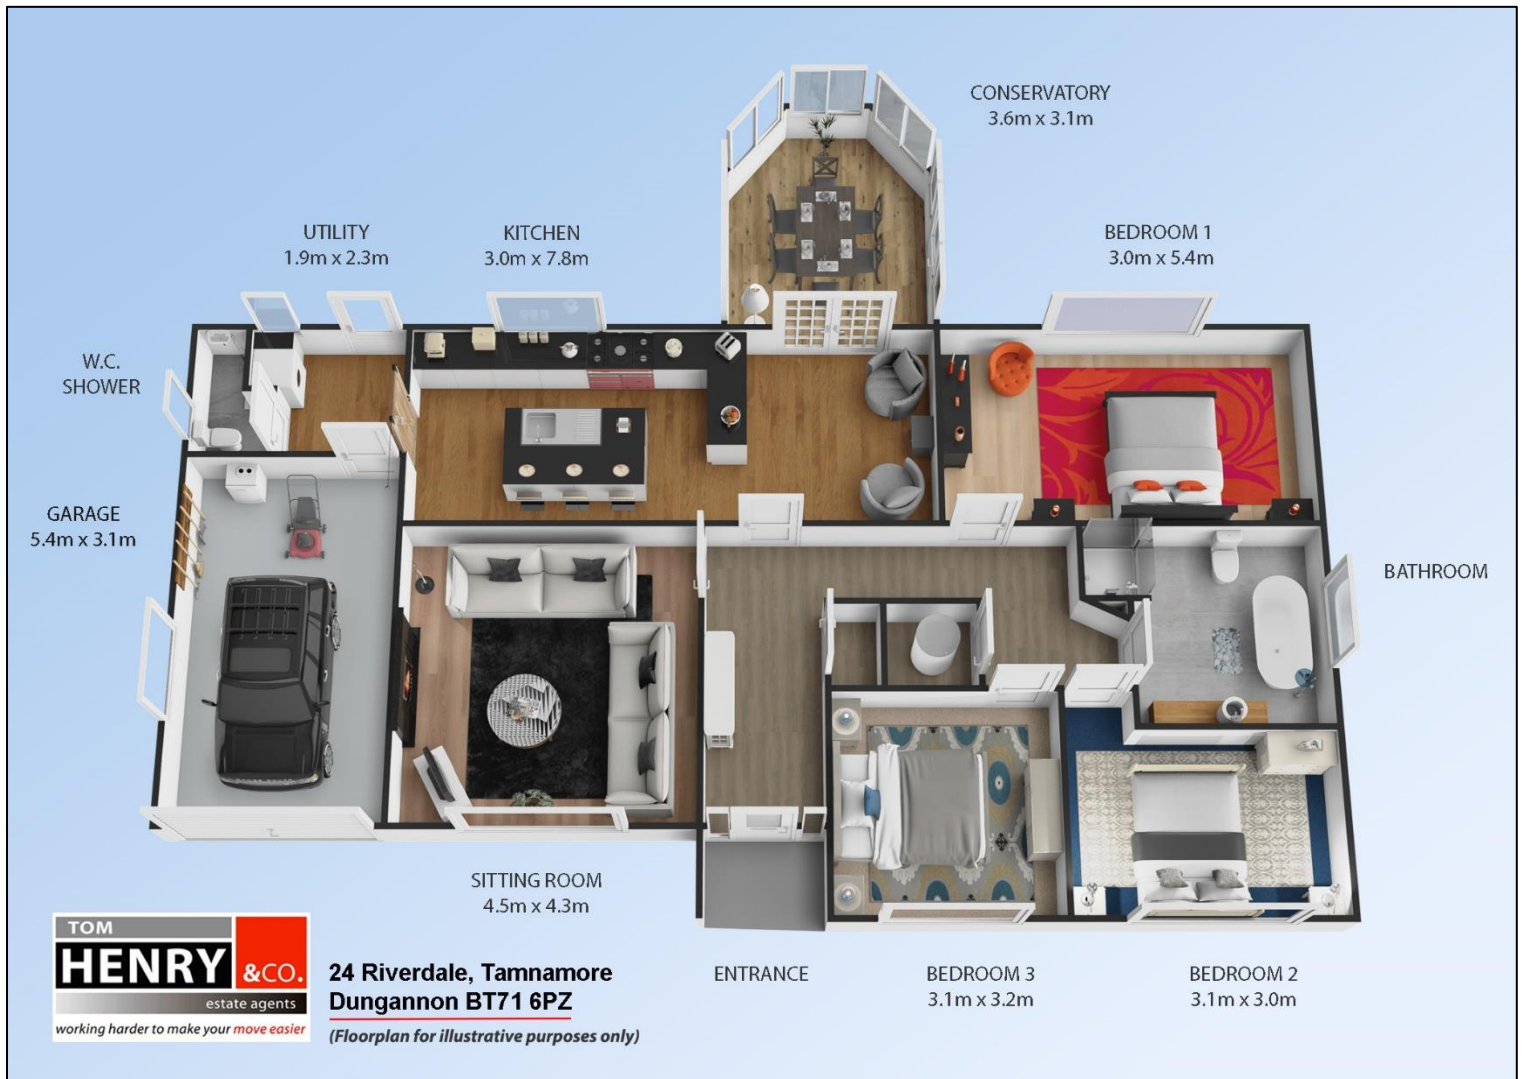 CONSERVATORY
3.6m x 3.1m
UTILITY
1.9m x 2.3m
KITCHEN
3.0m x 7.8m
BEDROOM 1
3.0m x 5.4m
W.C.
SHOWER
GARAGE
5.4m x 3.1m
BATHROOM
SITTING ROOM
4.5m x 4.3m
ENTRANCE
BEDROOM 3
3.1m x 3.2m
BEDROOM 2
3.1m x 3.0m
TOM
HENRY &CO.
estate agents
working harder to make your move easier
24 Riverdale, Tamnamore
Dungannon BT71 6PZ
(Floorplan for illustrative purposes only)